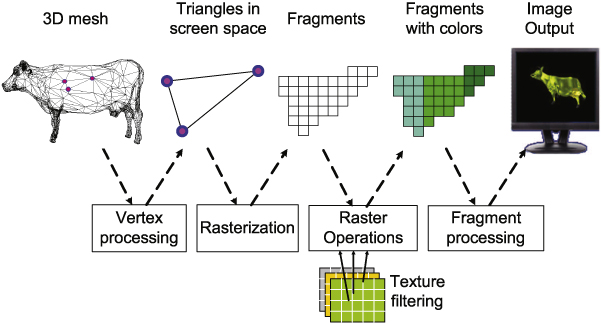 3D mesh
Triangles in
screen space
Fragments
Fragments
with colors
Image
Output
Vertex
processing
Rasterization
Raster
Operations
Fragment
processing
Texture
filtering